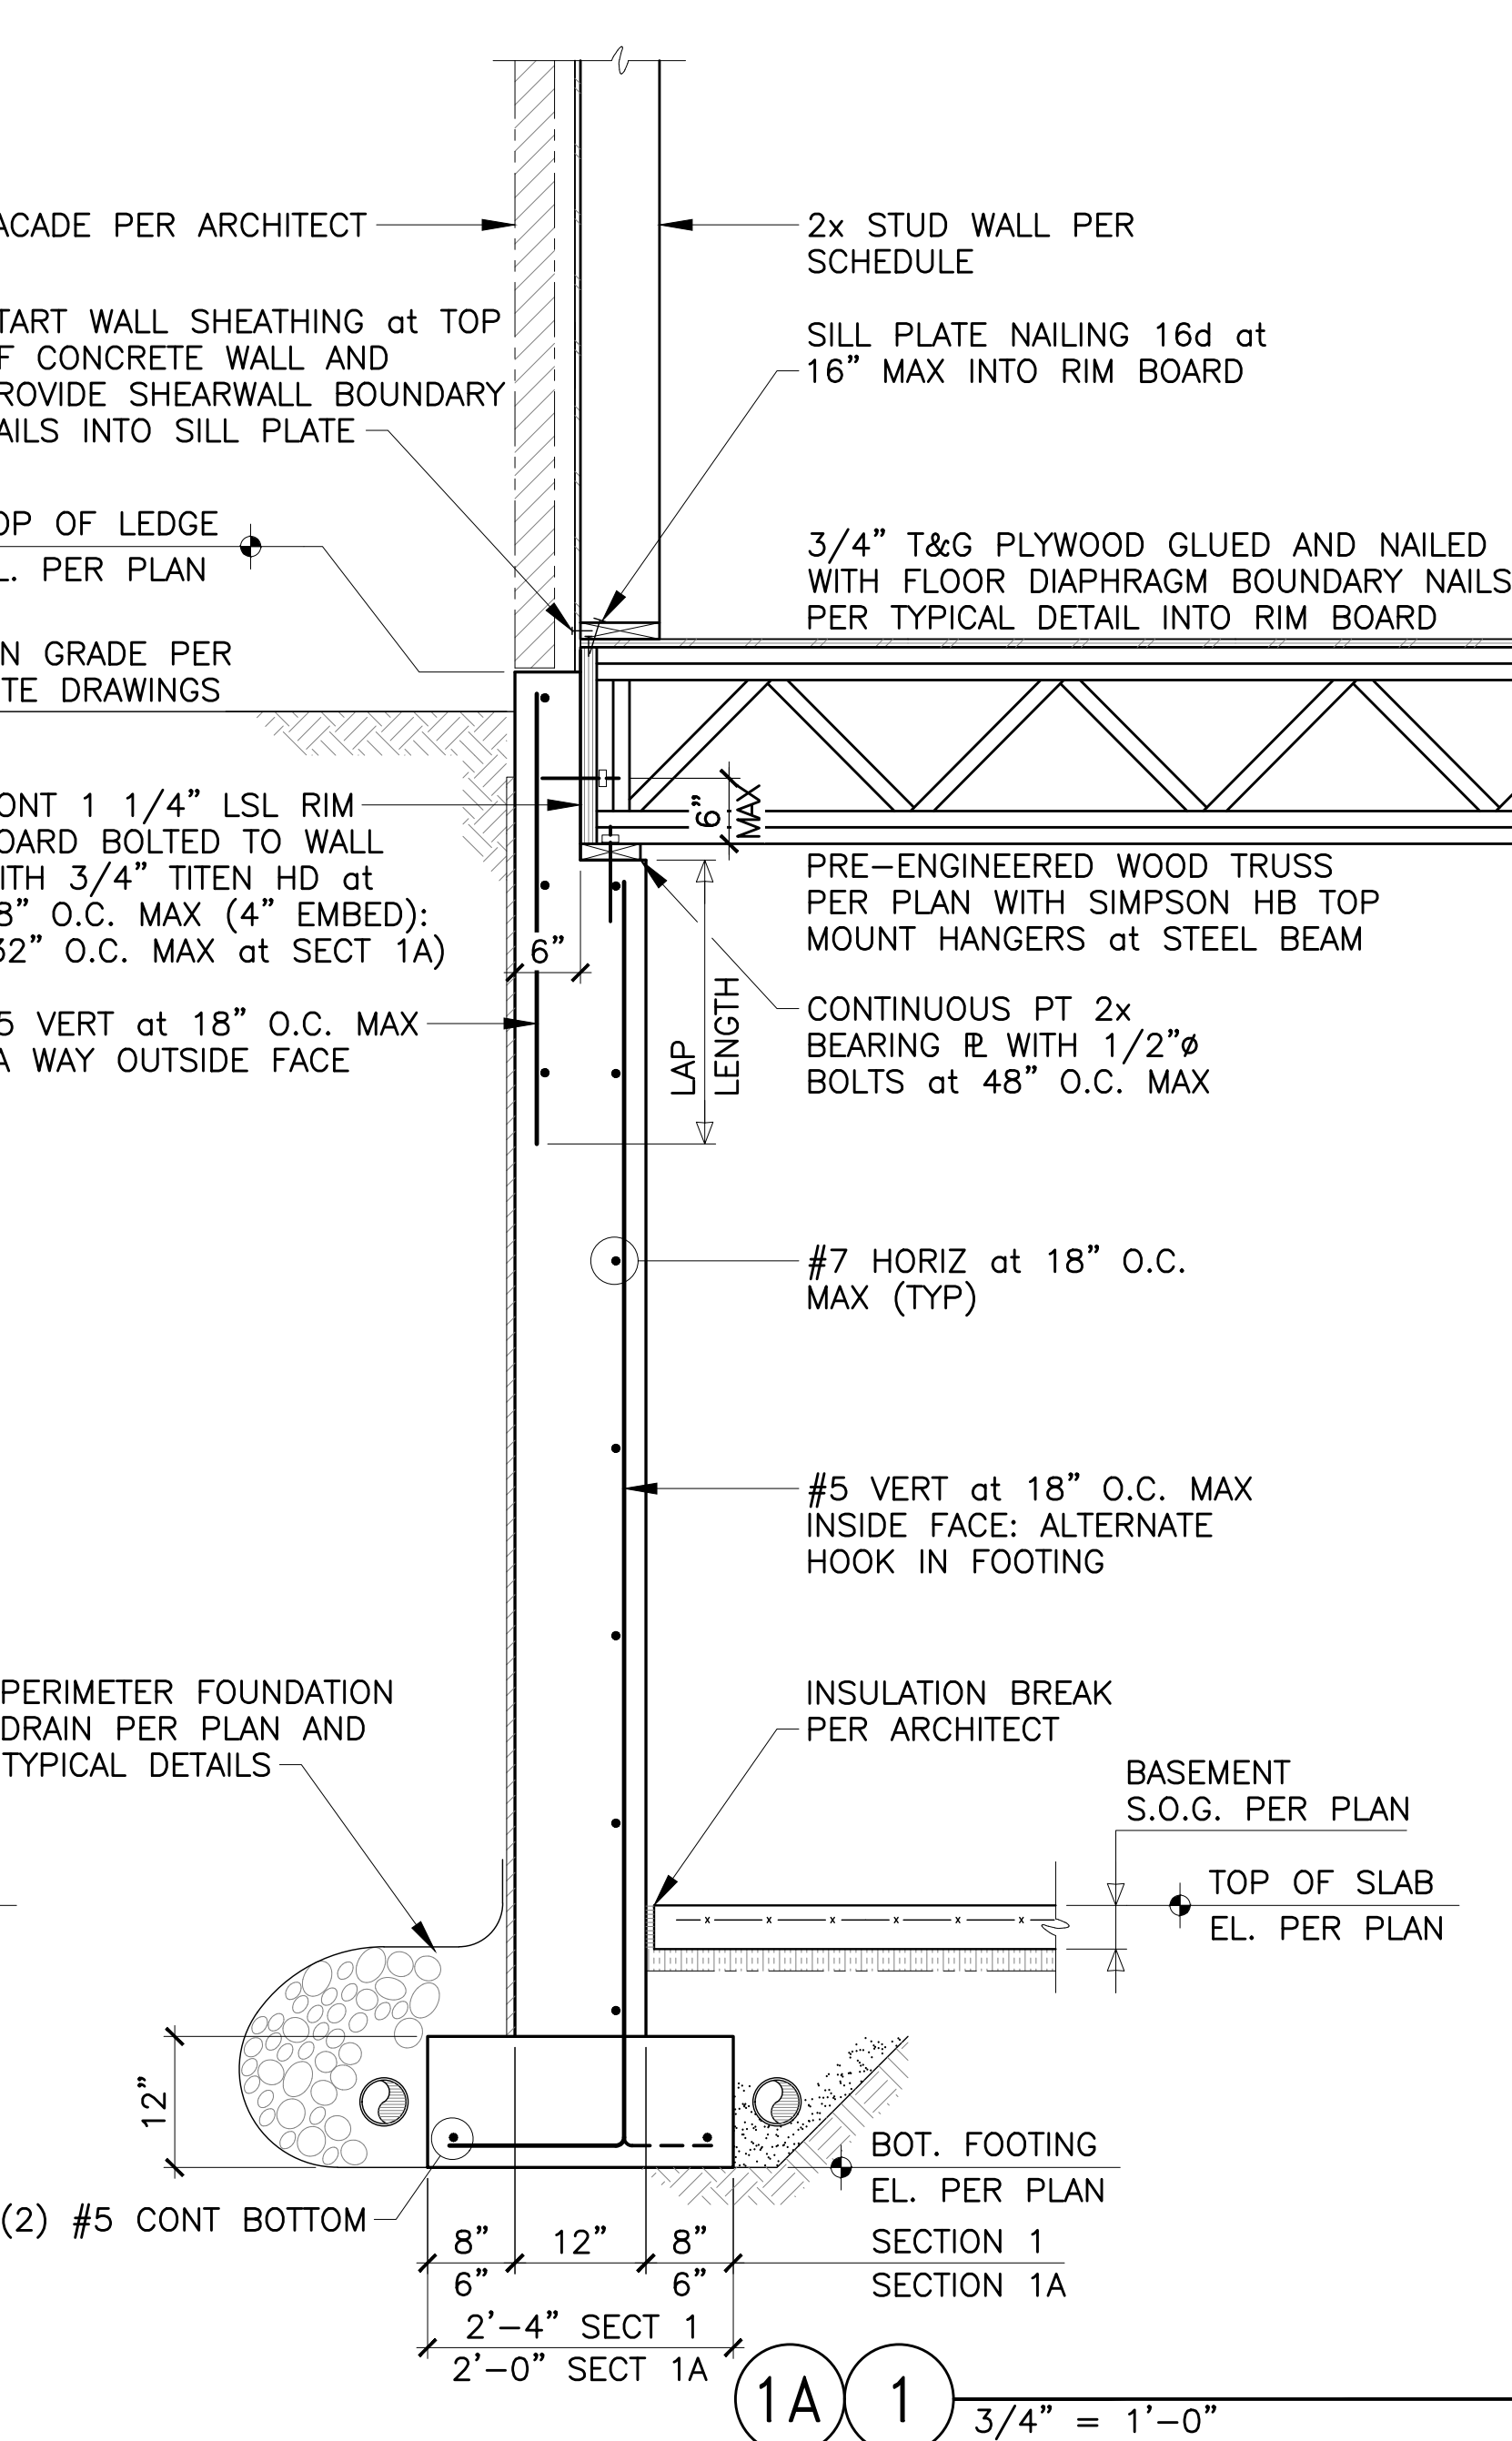 ACADE PER ARCHITECT
2x STUD WALL PER
SCHEDULE
TART WALL SHEATHING at TOP
F CONCRETE WALL AND
ROVIDE SHEARWALL BOUNDARY
AILS INTO SILL PLATE
SILL PLATE NAILING 16d at
16” MAX INTO RIM BOARD
OP OF LEDGE
L. PER PLAN
3/4” T&G PLYWOOD GLUED AND NAILED
WITH FLOOR DIAPHRAGM BOUNDARY NAILS
PER TYPICAL DETAIL INTO RIM BOARD
N GRADE PER
TE DRAWINGS
ONT 1 1/4” LSL RIM
OARD BOLTED TO WALL
ITH 3/4” TITEN HD at
8” O.C. MAX (4” EMBED):
32” O.C. MAX at SECT 1A)
6”
MAX
PRE-ENGINEERED WOOD TRUSS
PER PLAN WITH SIMPSON HB TOP
MOUNT HANGERS at STEEL BEAM
6”
5 VERT at 18” O.C. MAX
A WAY OUTSIDE FACE
LAP
LENGTH
CONTINUOUS PT 2x
BEARING PL WITH 1/2”ø
BOLTS at 48” O.C. MAX
#7 HORIZ at 18” O.C.
MAX (TYP)
#5 VERT at 18” O.C. MAX
INSIDE FACE: ALTERNATE
HOOK IN FOOTING
PERIMETER FOUNDATION
DRAIN PER PLAN AND
TYPICAL DETAILS
INSULATION BREAK
PER ARCHITECT
BASEMENT
S.O.G. PER PLAN
TOP OF SLAB
EL. PER PLAN
12”
BOT. FOOTING
EL. PER PLAN
(2) #5 CONT BOTTOM
8” 12” 8” SECTION 1
6” 6” SECTION 1A
2’-4” SECT 1
2’-0” SECT 1A
1A 1
3/4” = 1’-0”